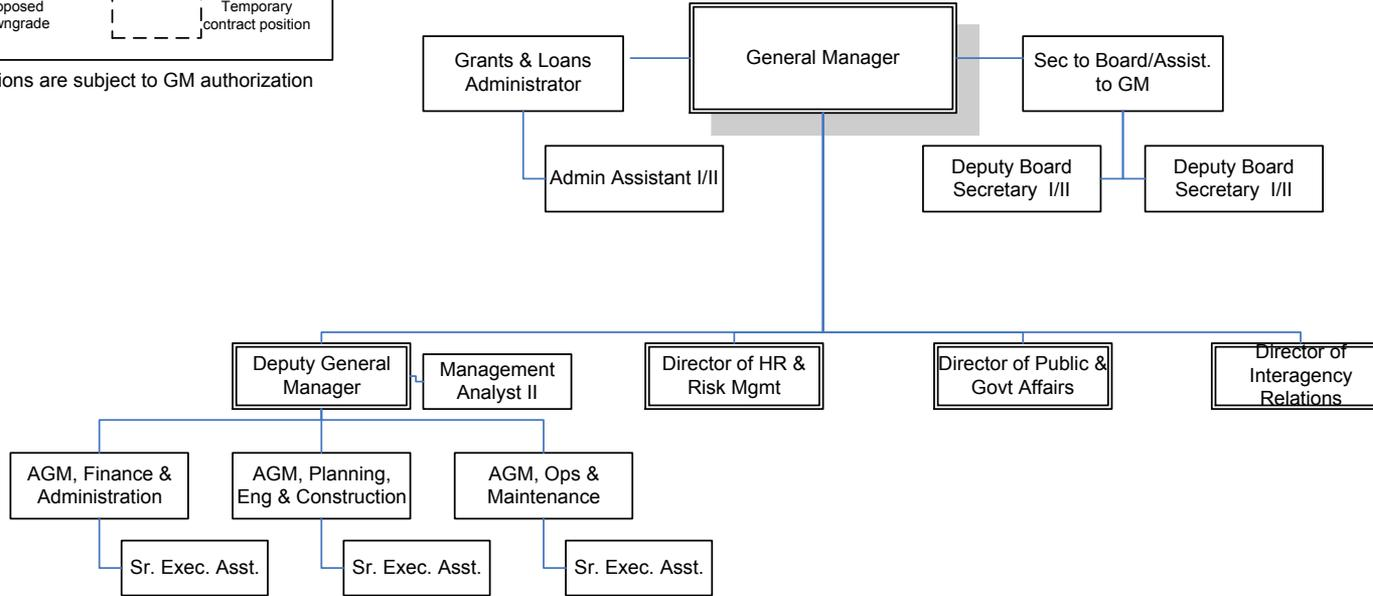 Temporary
contract position
ions are subject to GM authorization
General Manager
Grants & Loans
Administrator
Sec to Board/Assist.
to GM
Admin Assistant I/II
Deputy Board
Secretary I/II
Deputy Board
Secretary I/II
Deputy General
Manager
Management
Analyst II
Director of HR &
Risk Mgmt
Director of Public &
Govt Affairs
Director of
Interagency
Relations
AGM, Finance &
Administration
AGM, Planning,
Eng & Construction
AGM, Ops &
Maintenance
Sr. Exec. Asst.
Sr. Exec. Asst.
Sr. Exec. Asst.